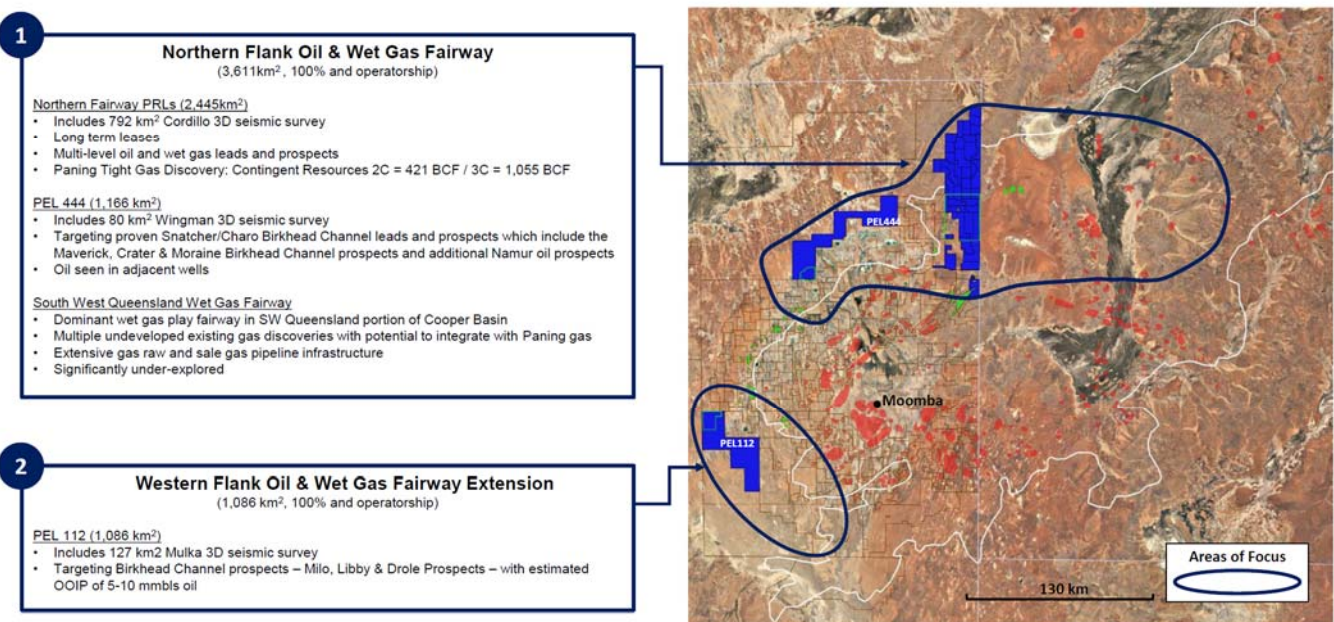 1
Northern Flank Oil & Wet Gas Fairway
(3,611km², 100% and operatorship)
Northern Fairway PRLs (2,445km²)
• Includes 792 km² Cordillo 3D seismic survey
• Long term leases
• Multi-level oil and wet gas leads and prospects
• Paning Tight Gas Discovery: Contingent Resources 2C = 421 BCF / 3C = 1,055 BCF
PEL 444 (1,166 km²)
• Includes 80 km² Wingman 3D seismic survey
• Targeting proven Snatcher/Charo Birkhead Channel leads and prospects which include the
Maverick, Crater & Moraine Birkhead Channel prospects and additional Namur oil prospects
• Oil seen in adjacent wells
South West Queensland Wet Gas Fairway
• Dominant wet gas play fairway in SW Queensland portion of Cooper Basin
• Multiple undeveloped existing gas discoveries with potential to integrate with Paning gas
• Extensive gas raw and sale gas pipeline infrastructure
• Significantly under-explored
2
Western Flank Oil & Wet Gas Fairway Extension
(1,086 km², 100% and operatorship)
PEL 112 (1,086 km²)
• Includes 127 km2 Mulka 3D seismic survey
• Targeting Birkhead Channel prospects – Milo, Libby & Drole Prospects – with estimated
OOIP of 5-10 mmbls oil
PEL444
Moomba
PEL112
130 km
Areas of Focus